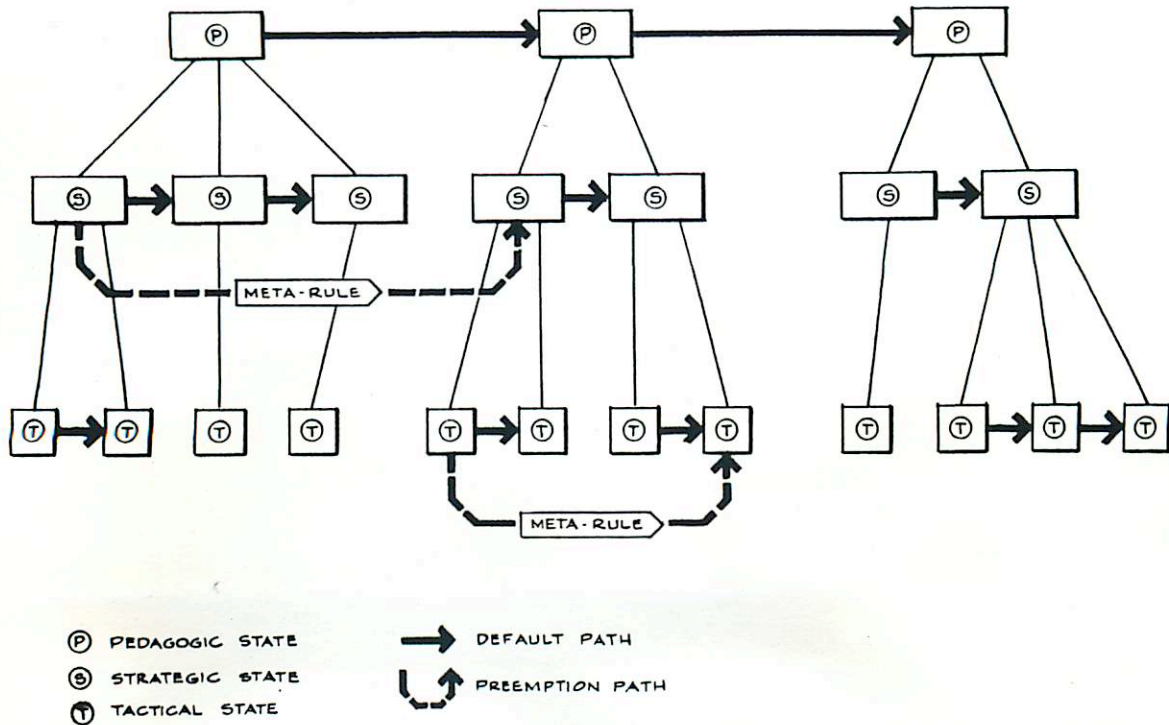 P P P
S S S S S S S
META-RULE
T T T T T T T T T T T T
META-RULE
P PEDAGOGIC STATE
S STRATEGIC STATE
T TACTICAL STATE
DEFAULT PATH
PREEMPTION PATH